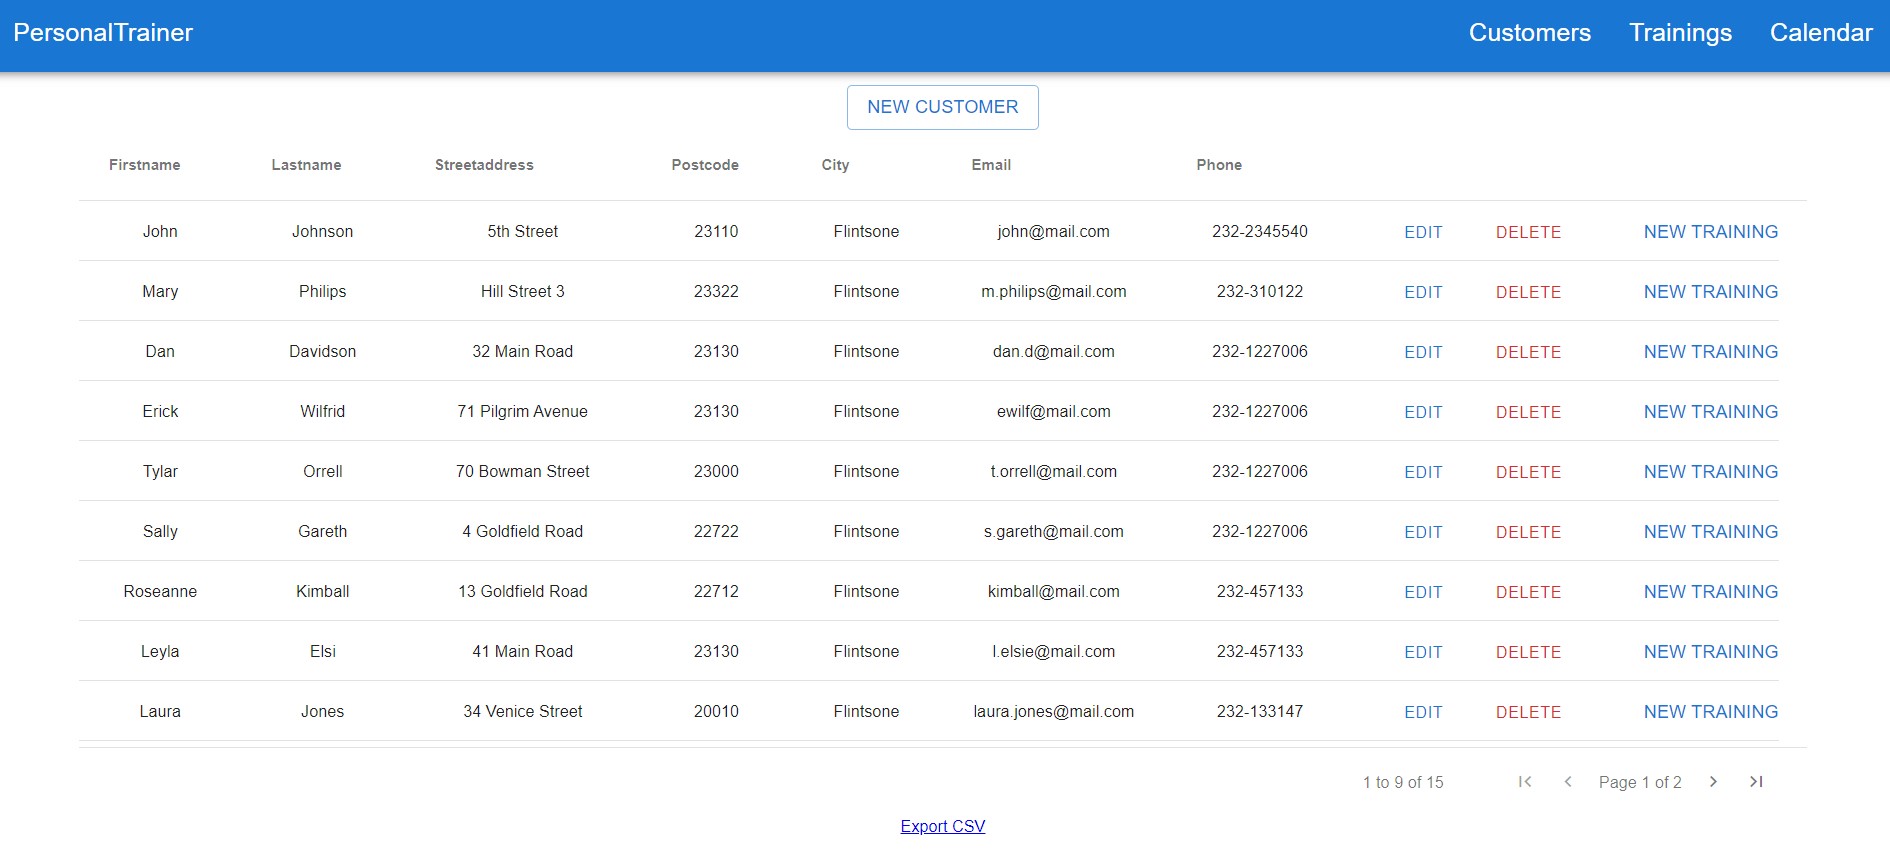 PersonalTrainer Customers Trainings Calendar
NEW CUSTOMER
Firstname Lastname Streetaddress Postcode City Email Phone
John Johnson 5th Street 23110 Flintsone john@mail.com 232-2345540 EDIT DELETE NEW TRAINING
Mary Philips Hill Street 3 23322 Flintsone m.philips@mail.com 232-310122 EDIT DELETE NEW TRAINING
Dan Davidson 32 Main Road 23130 Flintsone dan.d@mail.com 232-1227006 EDIT DELETE NEW TRAINING
Erick Wilfrid 71 Pilgrim Avenue 23130 Flintsone ewilf@mail.com 232-1227006 EDIT DELETE NEW TRAINING
Tylar Orrell 70 Bowman Street 23000 Flintsone t.orrell@mail.com 232-1227006 EDIT DELETE NEW TRAINING
Sally Gareth 4 Goldfield Road 22722 Flintsone s.gareth@mail.com 232-1227006 EDIT DELETE NEW TRAINING
Roseanne Kimball 13 Goldfield Road 22712 Flintsone kimball@mail.com 232-457133 EDIT DELETE NEW TRAINING
Leyla Elsi 41 Main Road 23130 Flintsone l.elsie@mail.com 232-457133 EDIT DELETE NEW TRAINING
Laura Jones 34 Venice Street 20010 Flintsone laura.jones@mail.com 232-133147 EDIT DELETE NEW TRAINING
1 to 9 of 15 Page 1 of 2
Export CSV